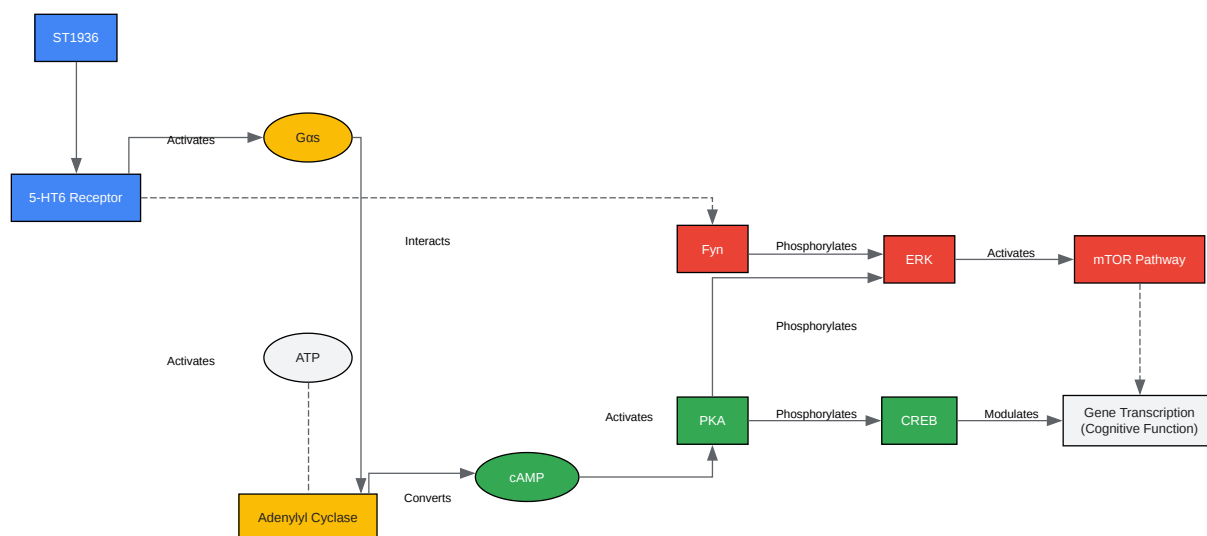 ST1936
Activates
Gαs
5-HT6 Receptor
Interacts
Fyn
Phosphorylates
ERK
Activates
mTOR Pathway
Phosphorylates
Activates
ATP
Activates
PKA
Phosphorylates
CREB
Modulates
Gene Transcription
(Cognitive Function)
cAMP
Converts
Adenylyl Cyclase